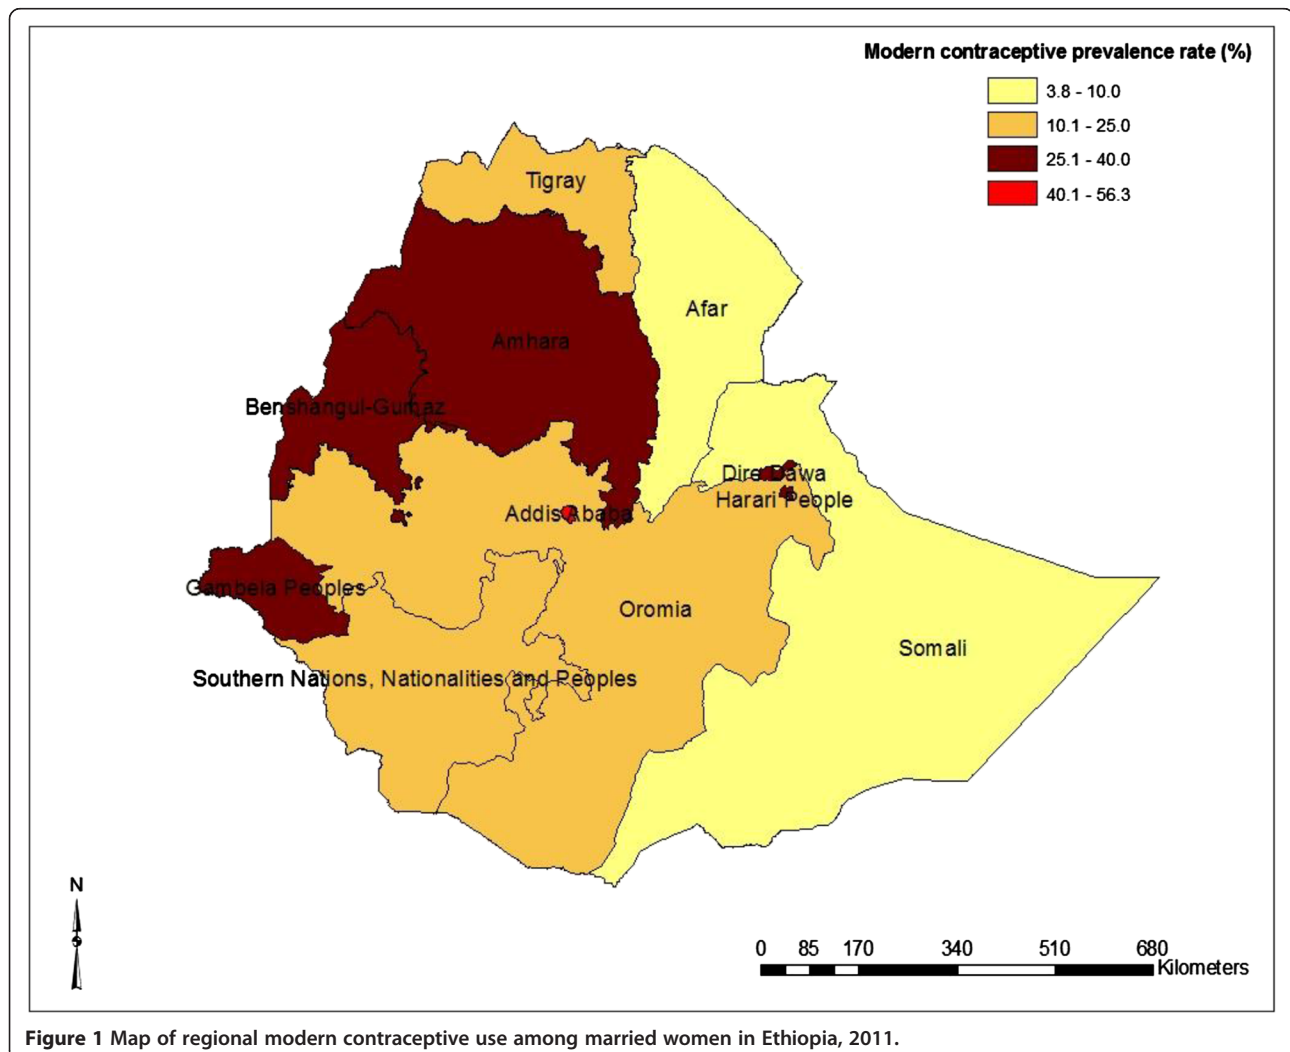 Modern contraceptive prevalence rate (%)
3.8 - 10.0
10.1 - 25.0
25.1 - 40.0
40.1 - 56.3
Tigray
Afar
Amhara
Benshangul-Gumaz
Dire Dawa
Harari People
Addis Ababa
Gambela Peoples
Oromia
Somali
Southern Nations, Nationalities and Peoples
N
0 85 170 340 510 680
Kilometers
Figure 1 Map of regional modern contraceptive use among married women in Ethiopia, 2011.